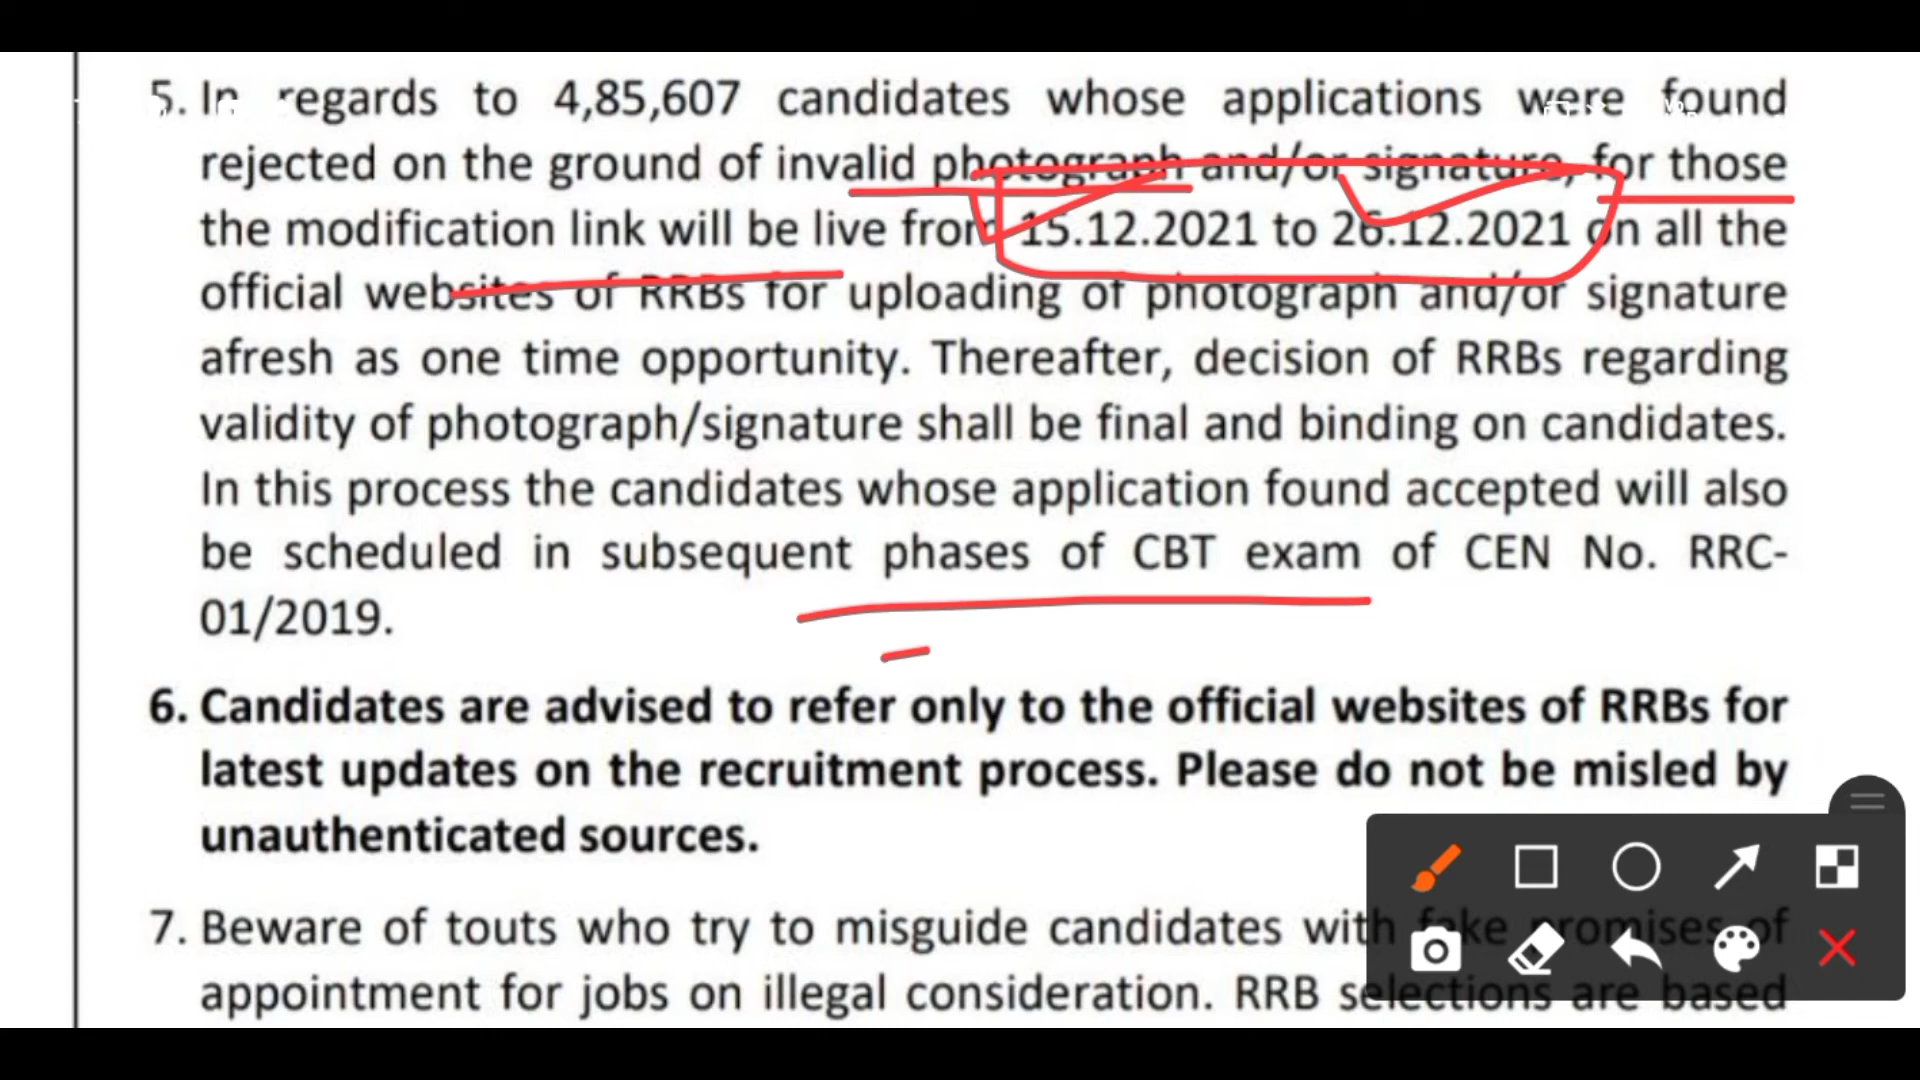 5. In regards to 4,85,607 candidates whose applications were found
rejected on the ground of invalid photograph and/or signature, for those
the modification link will be live from 15.12.2021 to 26.12.2021 on all the
official websites of RRBs for uploading of photograph and/or signature
afresh as one time opportunity. Thereafter, decision of RRBs regarding
validity of photograph/signature shall be final and binding on candidates.
In this process the candidates whose application found accepted will also
be scheduled in subsequent phases of CBT exam of CEN No. RRC-
01/2019.
6. Candidates are advised to refer only to the official websites of RRBs for
latest updates on the recruitment process. Please do not be misled by
unauthenticated sources.
7. Beware of touts who try to misguide candidates with fake promises of
appointment for jobs on illegal consideration. RRB selections are based